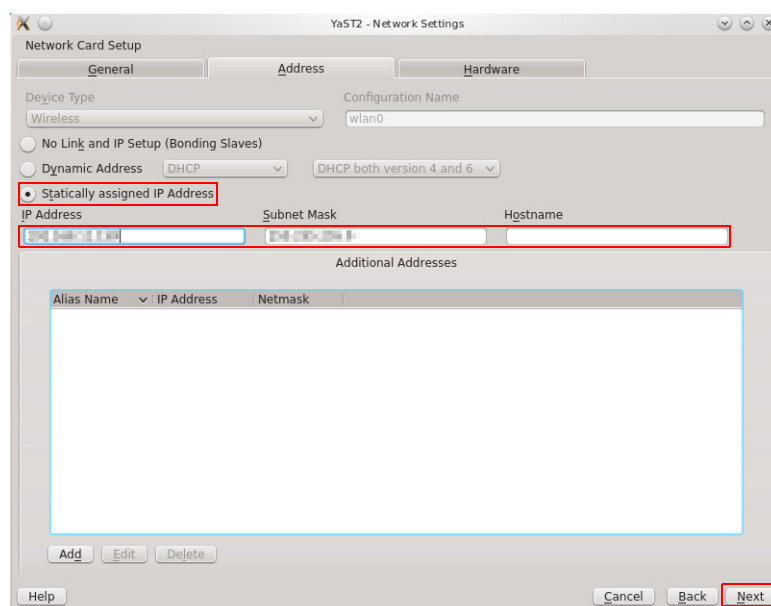 YaST2 - Network Settings
Network Card Setup
General Address Hardware
Device Type Configuration Name
Wireless wlan0
No Link and IP Setup (Bonding Slaves)
Dynamic Address DHCP DHCP both version 4 and 6
Statically assigned IP Address
IP Address Subnet Mask Hostname
Additional Addresses
Alias Name IP Address Netmask
Add Edit Delete
Help Cancel Back Next